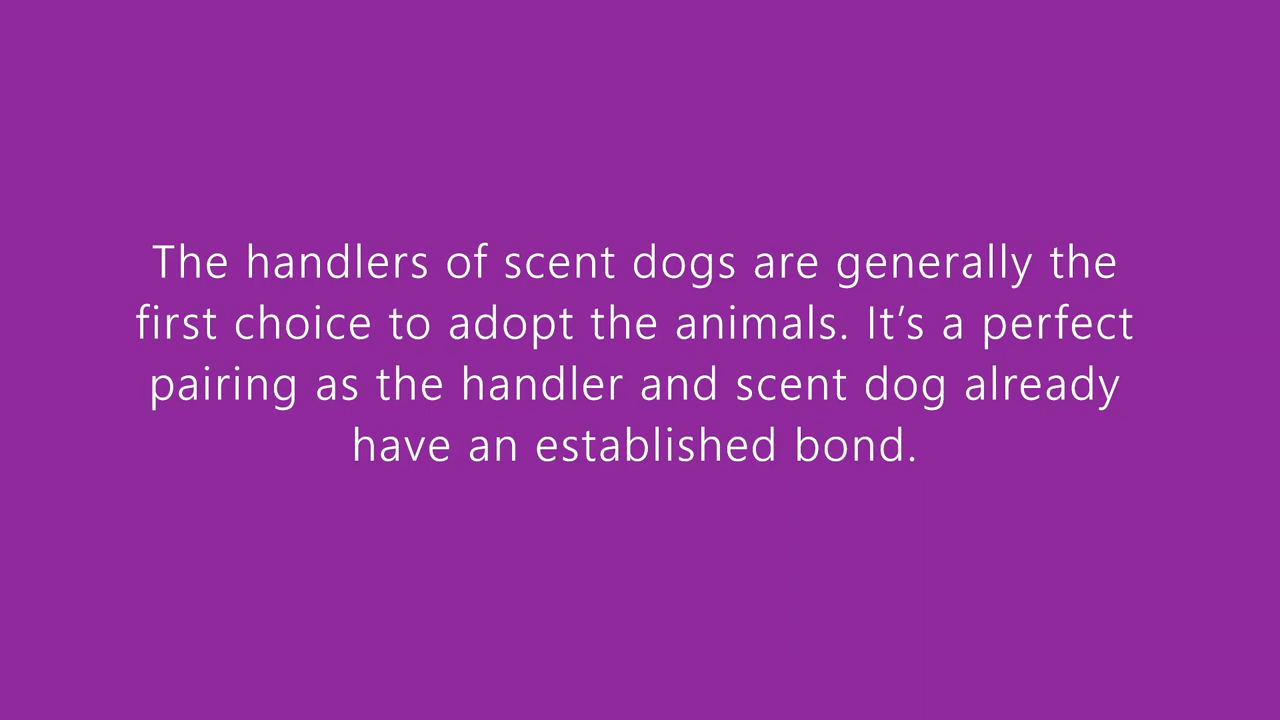 The handlers of scent dogs are generally the
first choice to adopt the animals. It’s a perfect
pairing as the handler and scent dog already
have an established bond.